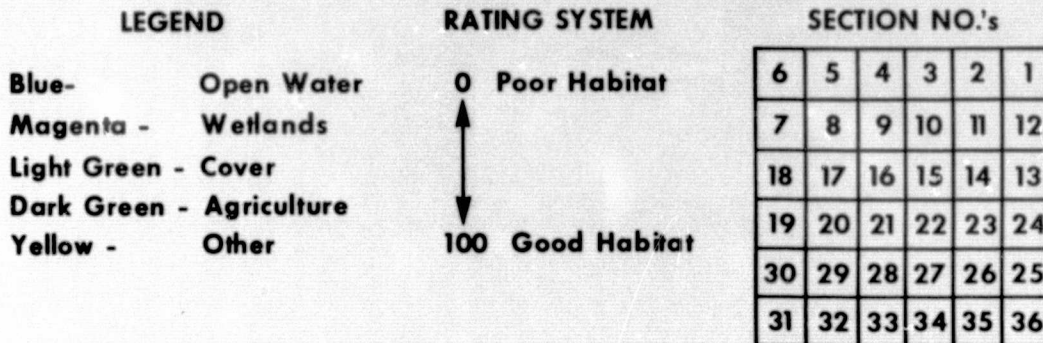 LEGEND
Blue- Open Water
Magenta - Wetlands
Light Green - Cover
Dark Green - Agriculture
Yellow - Other
RATING SYSTEM
0 Poor Habitat
100 Good Habitat
SECTION NO.'s
6 5 4 3 2 1
7 8 9 10 11 12
18 17 16 15 14 13
19 20 21 22 23 24
30 29 28 27 26 25
31 32 33 34 35 36